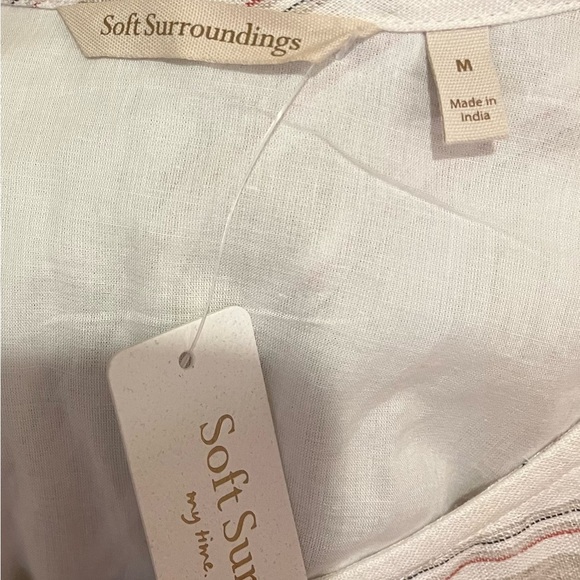 Soft Surroundings
M
Made in
India
Soft Sur
my time.